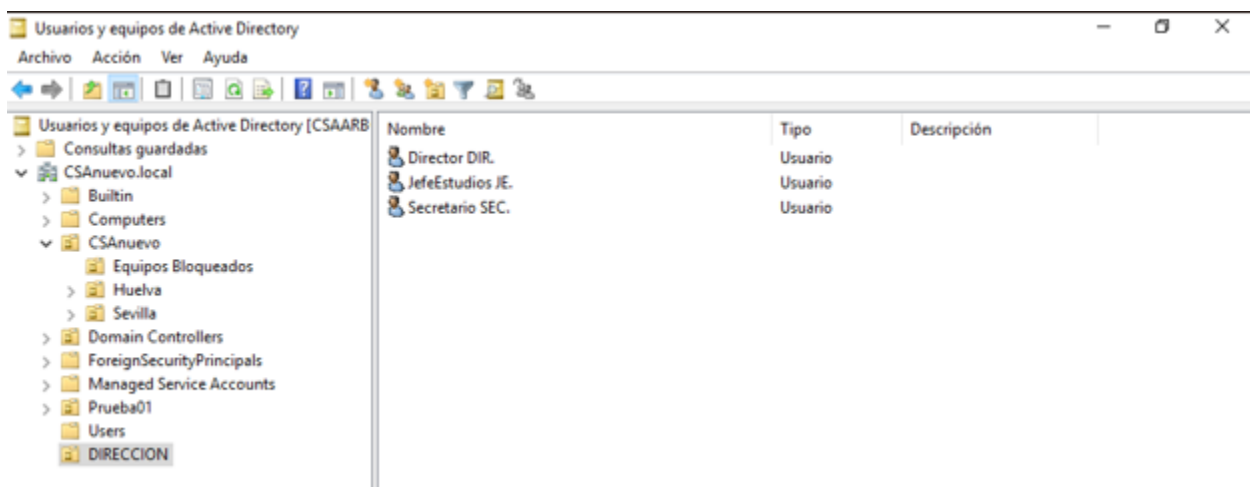 Usuarios y equipos de Active Directory
Archivo Acción Ver Ayuda
Usuarios y equipos de Active Directory [CSAARB
Consultas guardadas
CSAnuevo.local
Builtin
Computers
CSAnuevo
Equipos Bloqueados
Huelva
Sevilla
Domain Controllers
ForeignSecurityPrincipals
Managed Service Accounts
Prueba01
Users
DIRECCION
Nombre Tipo Descripción
Director DIR. Usuario
JefeEstudios JE. Usuario
Secretario SEC. Usuario